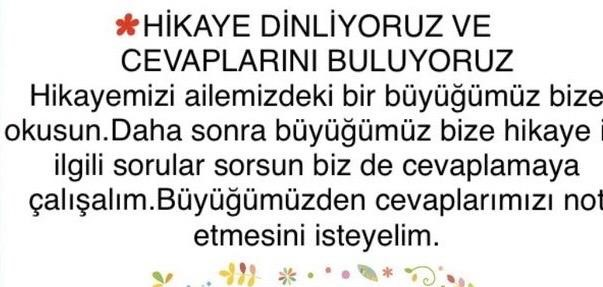 *HİKAYE DİNLİYORUZ VE
CEVAPLARINI BULUYORUZ
Hikayemizi ailemizdeki bir büyüğümüz bize
okusun.Daha sonra büyüğümüz bize hikaye
ilgili sorular sorsun biz de cevaplamaya
çalışalım.Büyüğümüzden cevaplarımızı not
etmesini isteyelim.